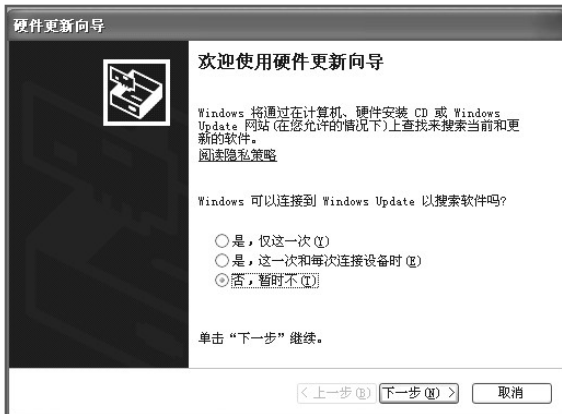 硬件更新向导
欢迎使用硬件更新向导
Windows 将通过在计算机、硬件安装 CD 或 Windows
Update 网站(在您允许的情况下)上查找来搜索当前和更
新的软件。
阅读隐私策略
Windows 可以连接到 Windows Update 以搜索软件吗?
是，仅这一次(Y)
是，这一次和每次连接设备时(E)
否，暂时不(T)
单击“下一步”继续。
< 上一步(B) 下一步(N) > 取消